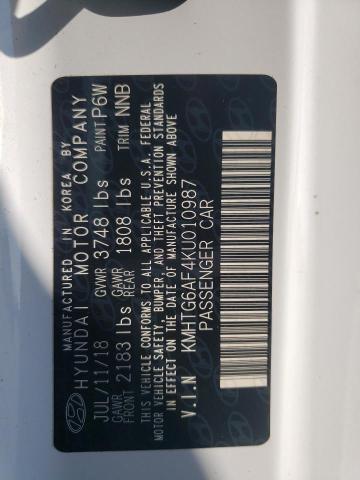 MANUFACTURED IN KOREA BY
HYUNDAI MOTOR COMPANY
JUL/11/18 GVWR 3748 lbs PAINT P6W
GAWR FRONT 2183 lbs GAWR REAR 1808 lbs TRIM NNB
THIS VEHICLE CONFORMS TO ALL APPLICABLE U.S.A. FEDERAL
MOTOR VEHICLE SAFETY, BUMPER, AND THEFT PREVENTION STANDARDS
IN EFFECT ON THE DATE OF MANUFACTURE SHOWN ABOVE
V.I.N KMHTG6AF4KU010987
PASSENGER CAR